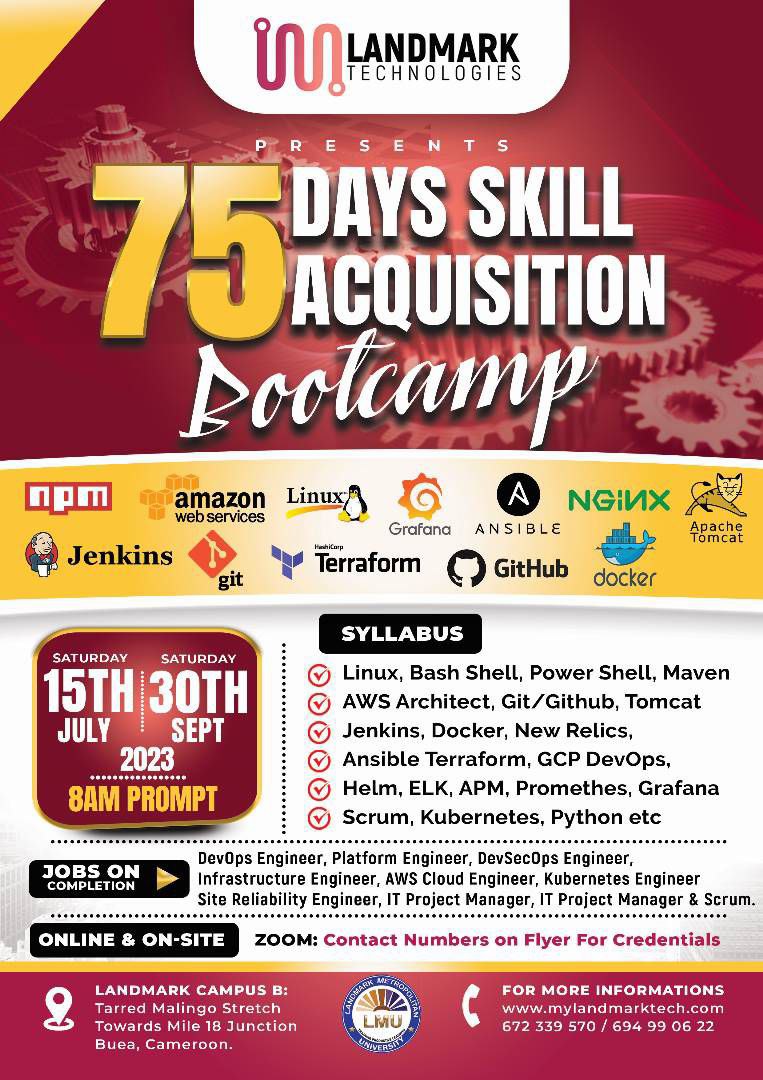 LANDMARK
TECHNOLOGIES
PRESENTS
75 DAYS SKILL
ACQUISITION
Bootcamp
npm
amazon
web services
Linux
Grafana
ANSIBLE
NGiNX
Apache
Tomcat
Jenkins
git
HashiCorp
Terraform
GitHub
docker
SATURDAY
15TH
JULY
SATURDAY
30TH
SEPT
2023
8AM PROMPT
SYLLABUS
Linux, Bash Shell, Power Shell, Maven
AWS Architect, Git/Github, Tomcat
Jenkins, Docker, New Relics,
Ansible Terraform, GCP DevOps,
Helm, ELK, APM, Promethes, Grafana
Scrum, Kubernetes, Python etc
JOBS ON
COMPLETION
DevOps Engineer, Platform Engineer, DevSecOps Engineer,
Infrastructure Engineer, AWS Cloud Engineer, Kubernetes Engineer
Site Reliability Engineer, IT Project Manager, IT Project Manager & Scrum.
ONLINE & ON-SITE
ZOOM: Contact Numbers on Flyer For Credentials
LANDMARK CAMPUS B:
Tarred Malingo Stretch
Towards Mile 18 Junction
Buea, Cameroon.
LANDMARK METROPOLITAN
LMU
UNIVERSITY
FOR MORE INFORMATIONS
www.mylandmarktech.com
672 339 570 / 694 99 06 22